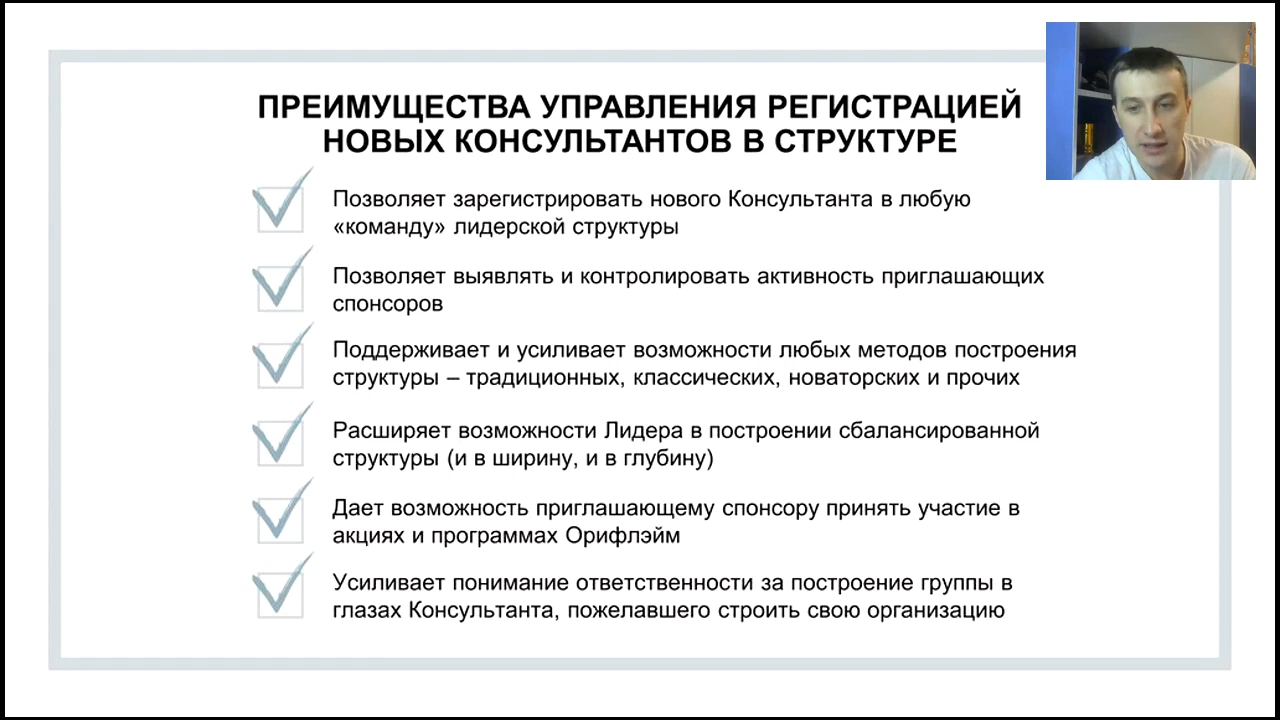 ПРЕИМУЩЕСТВА УПРАВЛЕНИЯ РЕГИСТРАЦИЕЙ
НОВЫХ КОНСУЛЬТАНТОВ В СТРУКТУРЕ
Позволяет зарегистрировать нового Консультанта в любую
«команду» лидерской структуры
Позволяет выявлять и контролировать активность приглашающих
спонсоров
Поддерживает и усиливает возможности любых методов построения
структуры – традиционных, классических, новаторских и прочих
Расширяет возможности Лидера в построении сбалансированной
структуры (и в ширину, и в глубину)
Дает возможность приглашающему спонсору принять участие в
акциях и программах Орифлэйм
Усиливает понимание ответственности за построение группы в
глазах Консультанта, пожелавшего строить свою организацию